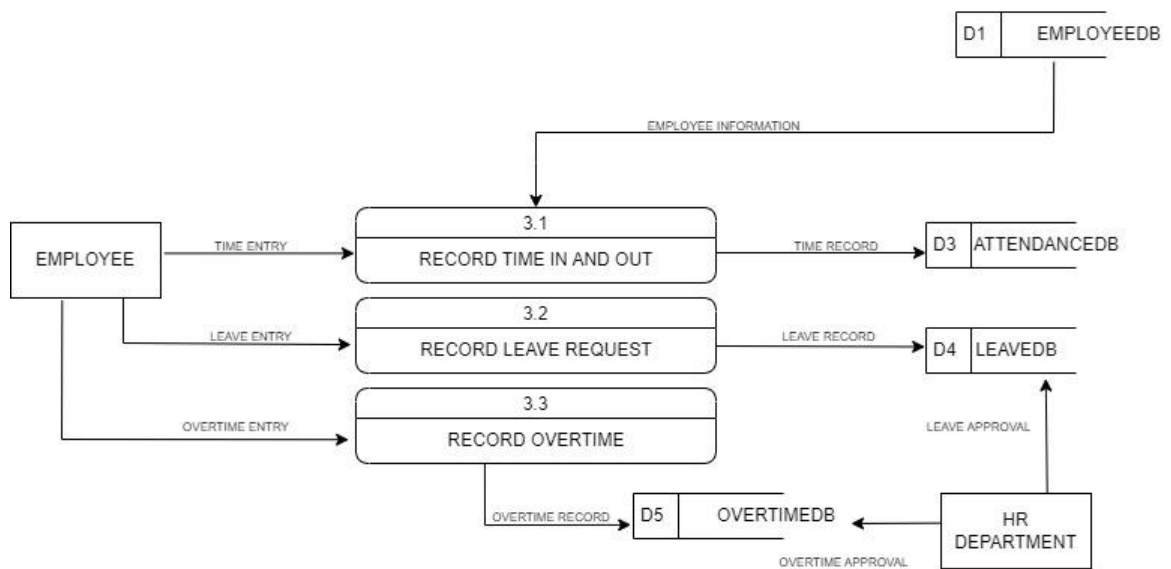 D1 EMPLOYEEDB
EMPLOYEE INFORMATION
3.1
EMPLOYEE
TIME ENTRY
RECORD TIME IN AND OUT
TIME RECORD
D3 ATTENDANCEDB
3.2
LEAVE ENTRY
RECORD LEAVE REQUEST
LEAVE RECORD
D4 LEAVEDB
3.3
OVERTIME ENTRY
RECORD OVERTIME
LEAVE APPROVAL
OVERTIME RECORD
D5 OVERTIMEDB
HR
DEPARTMENT
OVERTIME APPROVAL